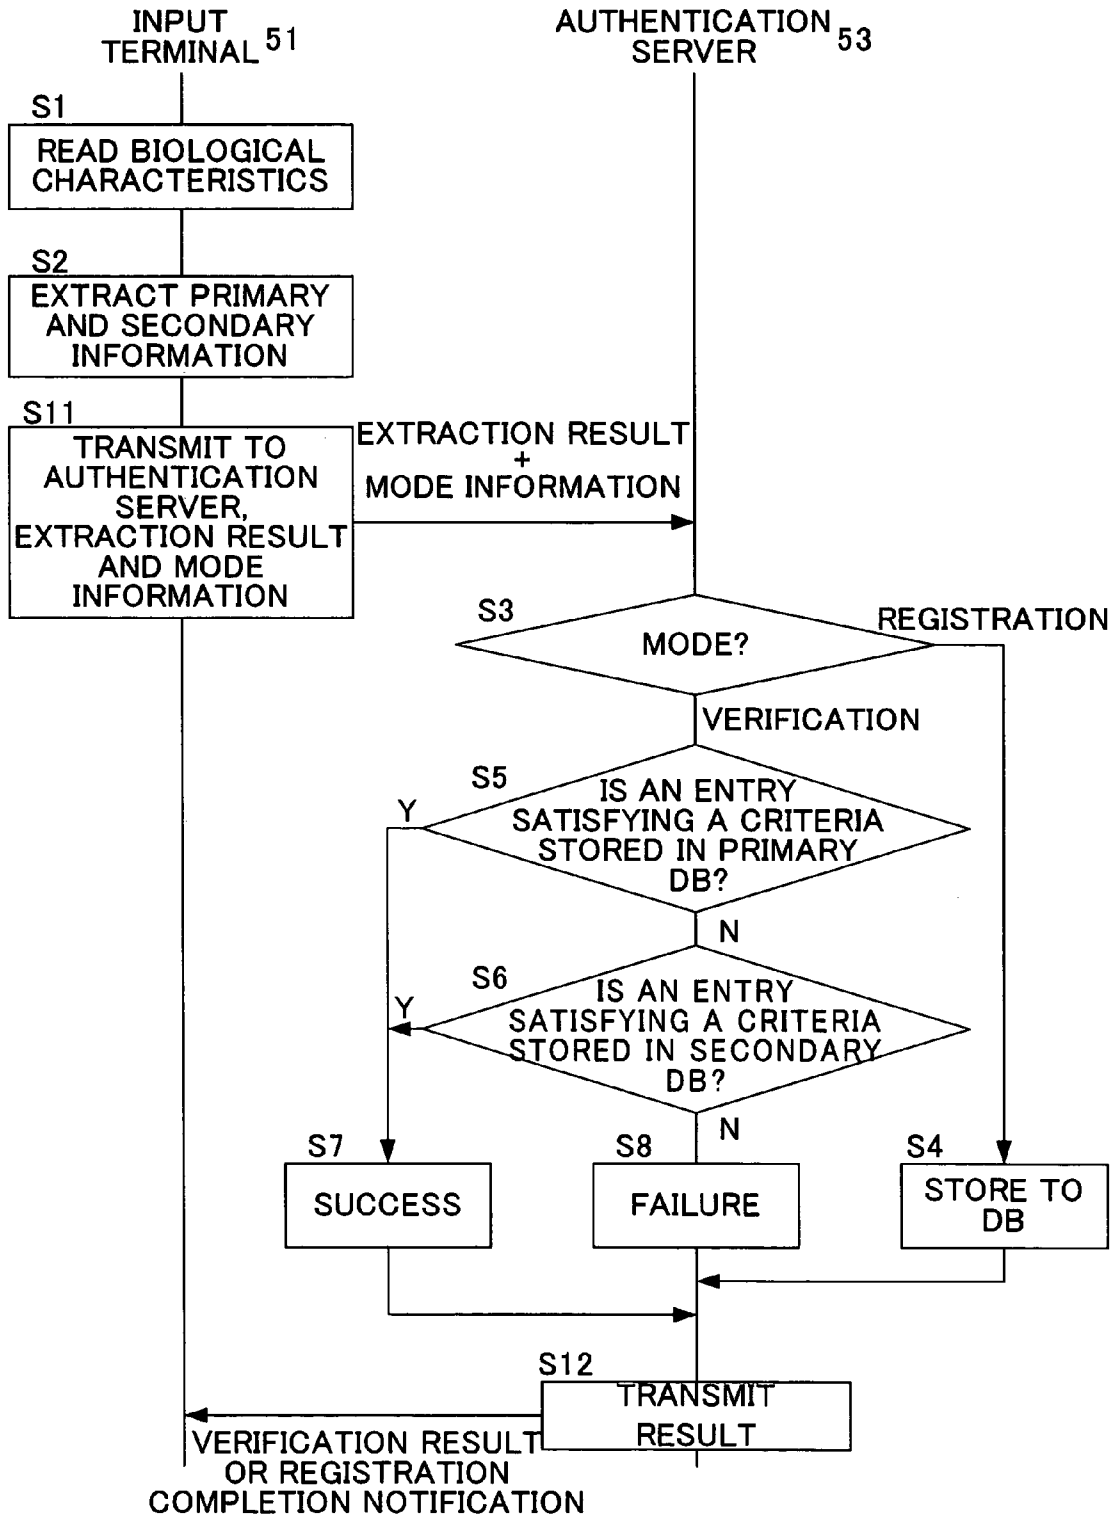 INPUT
TERMINAL 51
AUTHENTICATION
SERVER 53
S1
READ BIOLOGICAL
CHARACTERISTICS
S2
EXTRACT PRIMARY
AND SECONDARY
INFORMATION
S11
TRANSMIT TO
AUTHENTICATION
SERVER,
EXTRACTION RESULT
AND MODE
INFORMATION
EXTRACTION RESULT
+
MODE INFORMATION
S3
MODE?
REGISTRATION
VERIFICATION
S5
IS AN ENTRY
SATISFYING A CRITERIA
STORED IN PRIMARY
DB?
Y
N
S6
IS AN ENTRY
SATISFYING A CRITERIA
STORED IN SECONDARY
DB?
Y
N
S7
SUCCESS
S8
FAILURE
S4
STORE TO
DB
S12
TRANSMIT
RESULT
VERIFICATION RESULT
OR REGISTRATION
COMPLETION NOTIFICATION